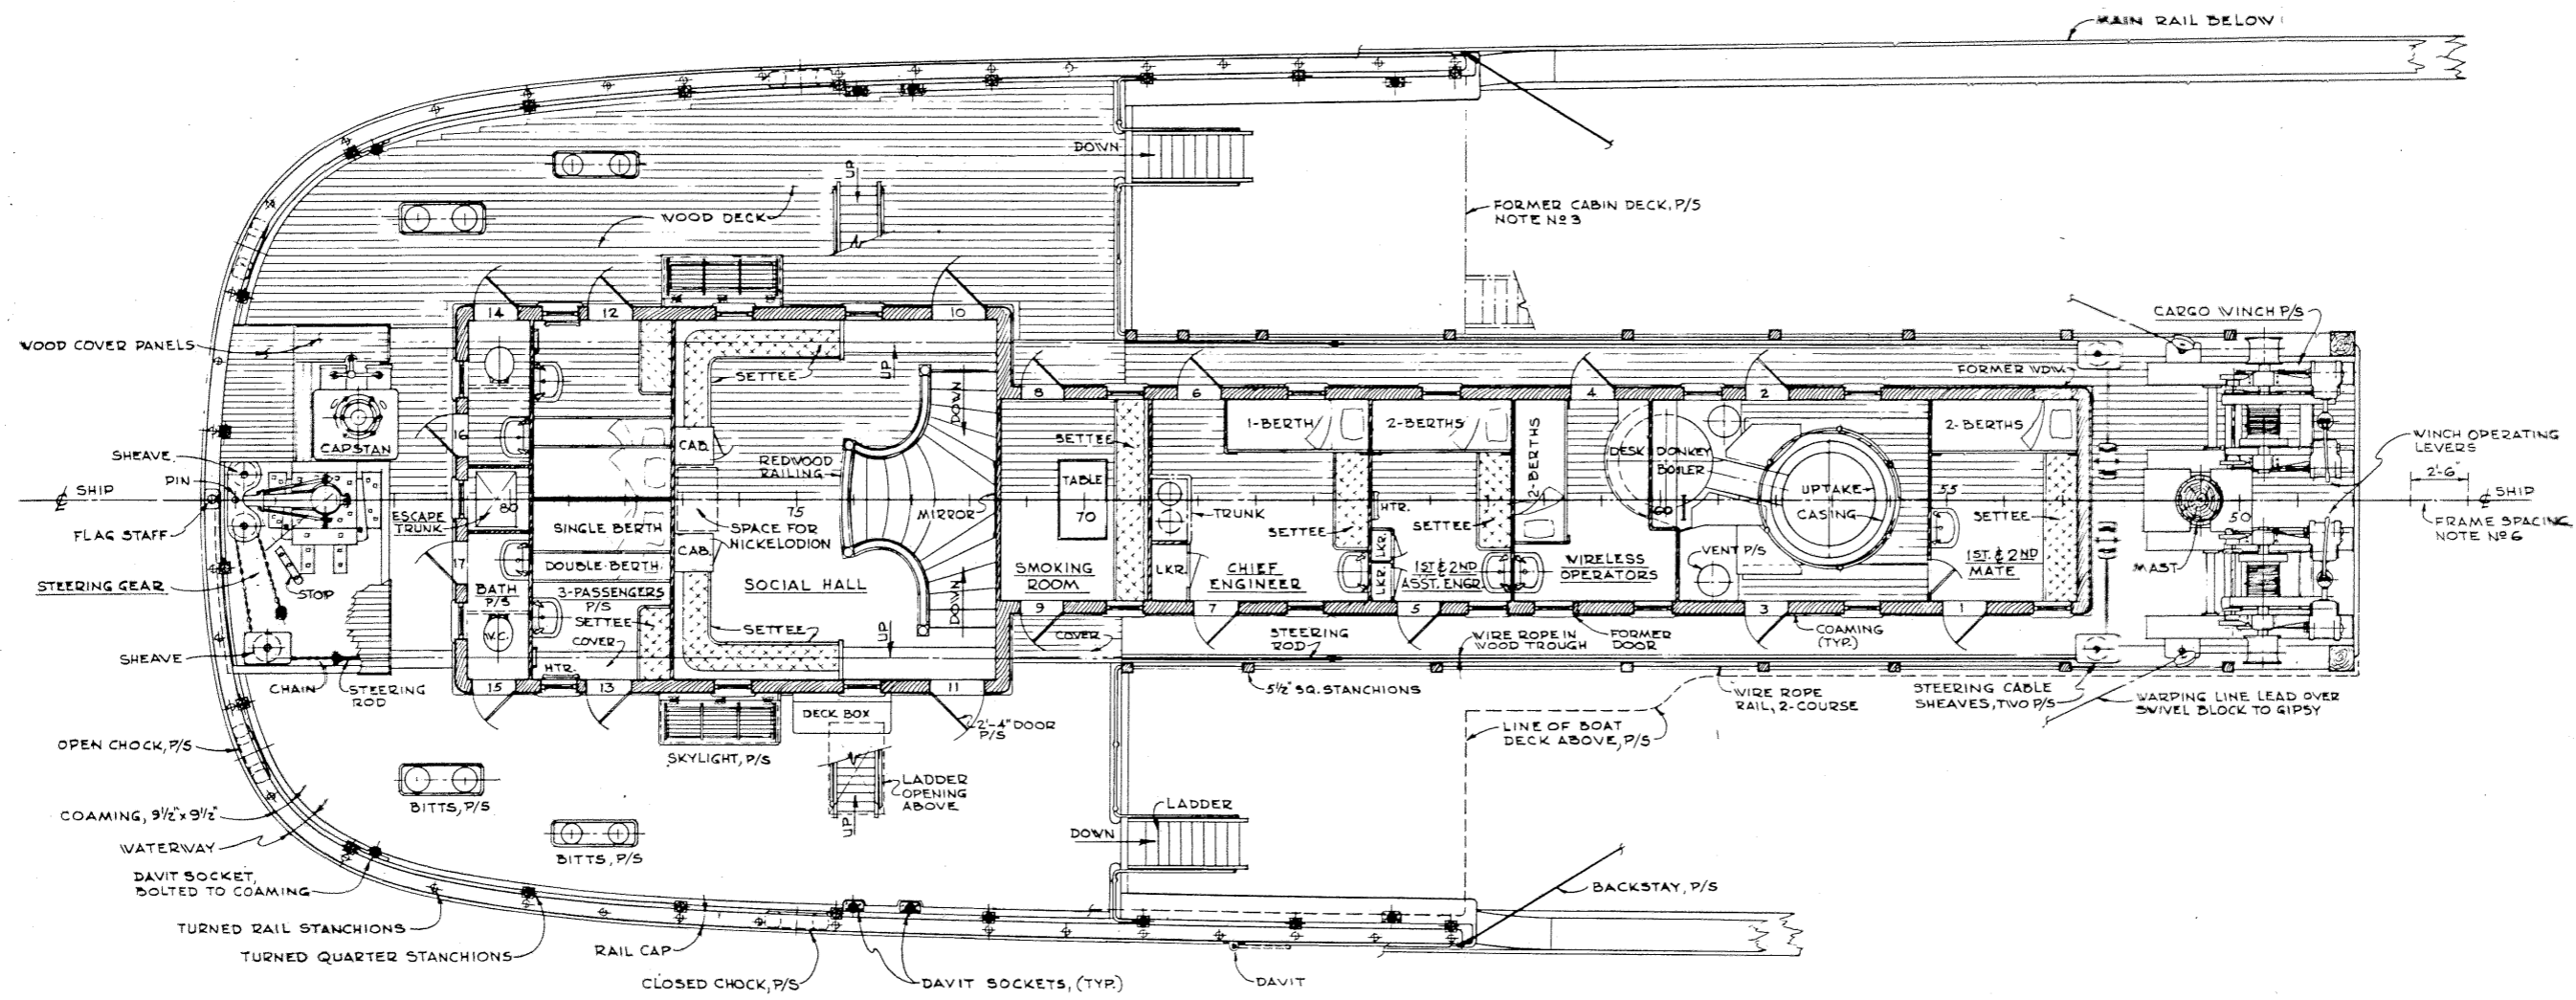 MAIN RAIL BELOW
DOWN
UP
WOOD DECK
FORMER CABIN DECK, P/S
NOTE Nº 3
14
12
10
CARGO WINCH P/S
WOOD COVER PANELS
SETTEE
UP
DOWN
8
6
4
2
FORMER WDW.
CAPSTAN
16
CAB.
REDWOOD
RAILING
SETTEE
1-BERTH
2-BERTHS
2-BERTHS
DESK
DONKEY
BOILER
2-BERTHS
WINCH OPERATING
LEVERS
2'-6"
SHEAVE
PIN
℄ SHIP
FLAG STAFF
ESCAPE
TRUNK
80
SINGLE BERTH
75
SPACE FOR
NICKELODION
MIRROR
TABLE
70
TRUNK
SETTEE
HTR.
SETTEE
60
UPTAKE
CASING
55
SETTEE
50
℄ SHIP
FRAME SPACING
NOTE Nº 6
STEERING GEAR
STOP
17
BATH
P/S
W.C.
DOUBLE BERTH
3-PASSENGERS
P/S
SETTEE
COVER
HTR.
CAB.
SOCIAL HALL
SETTEE
DOWN
UP
SMOKING
ROOM
LKR.
CHIEF
ENGINEER
LKR.
LKR.
1ST & 2ND
ASST. ENGR.
WIRELESS
OPERATORS
VENT P/S
1ST & 2ND
MATE
MAST
SHEAVE
CHAIN
STEERING
ROD
15
13
11
9
7
5
3
1
COVER
STEERING
ROD
WIRE ROPE IN
WOOD TROUGH
FORMER
DOOR
COAMING
(TYP.)
5½" SQ. STANCHIONS
WIRE ROPE
RAIL, 2-COURSE
STEERING CABLE
SHEAVES, TWO P/S
WARPING LINE LEAD OVER
SWIVEL BLOCK TO GIPSY
DECK BOX
2'-4" DOOR
P/S
LINE OF BOAT
DECK ABOVE, P/S
OPEN CHOCK, P/S
SKYLIGHT, P/S
BITTS, P/S
LADDER
OPENING
ABOVE
UP
LADDER
DOWN
COAMING, 9½" x 9½"
WATERWAY
BITTS, P/S
DAVIT SOCKET,
BOLTED TO COAMING
BACKSTAY, P/S
TURNED RAIL STANCHIONS
TURNED QUARTER STANCHIONS
RAIL CAP
CLOSED CHOCK, P/S
DAVIT SOCKETS, (TYP.)
DAVIT